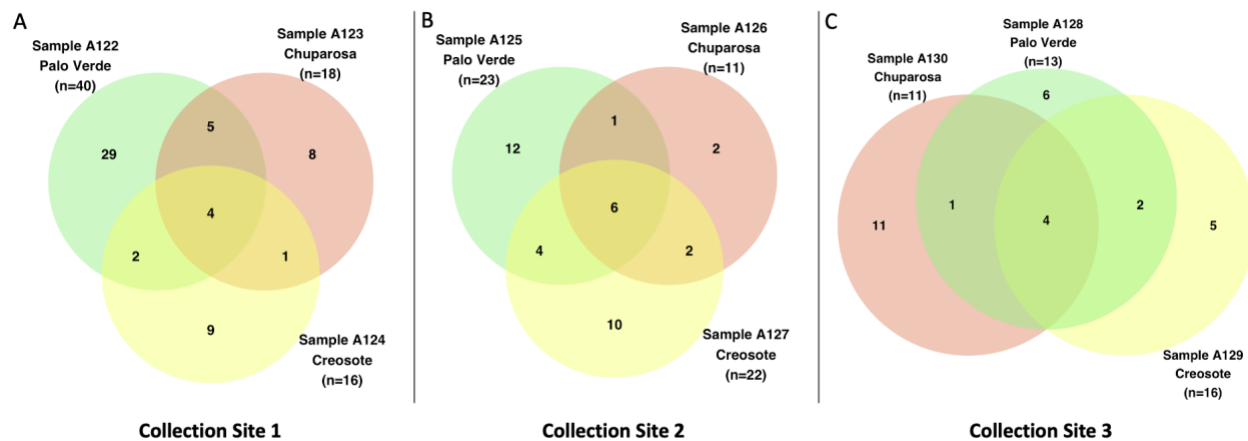 A
Sample A122
Palo Verde
(n=40)
Sample A123
Chuparosa
(n=18)
5
29
8
4
2
1
9
Sample A124
Creosote
(n=16)
Collection Site 1
B
Sample A125
Palo Verde
(n=23)
Sample A126
Chuparosa
(n=11)
1
12
2
6
4
2
10
Sample A127
Creosote
(n=22)
Collection Site 2
C
Sample A128
Palo Verde
(n=13)
Sample A130
Chuparosa
(n=11)
6
1
4
2
11
5
Sample A129
Creosote
(n=16)
Collection Site 3